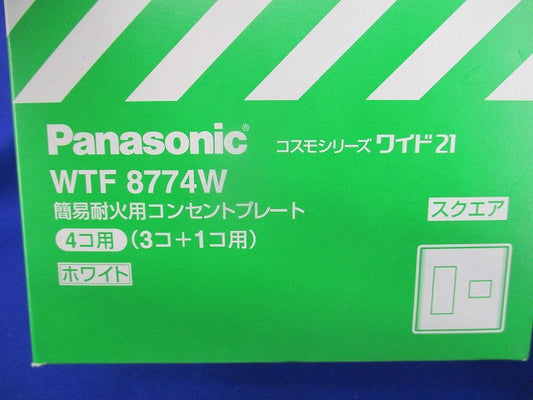 Panasonic® コスモシリーズ ワイド21
WTF 8774W
簡易耐火用コンセントプレート
スクエア
4コ用 (3コ+1コ用)
ホワイト